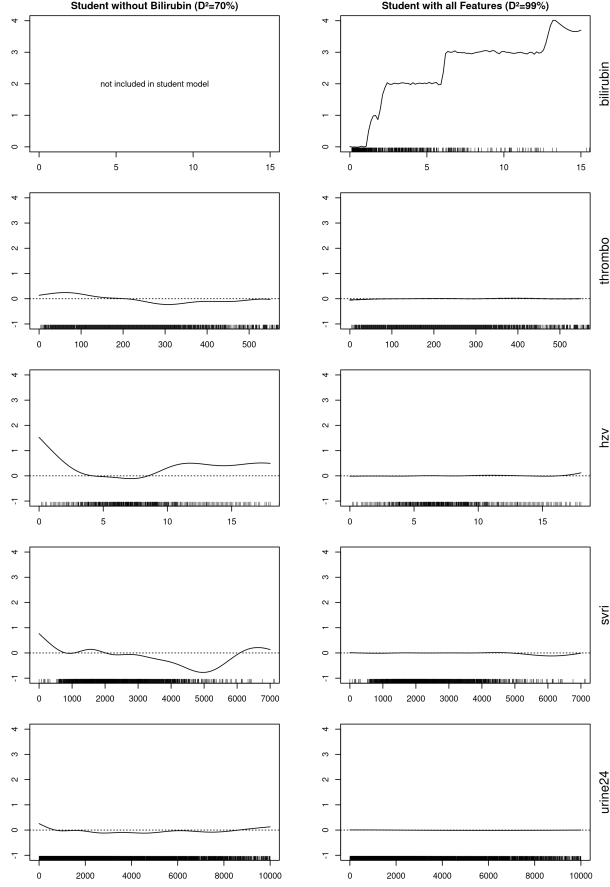 Student without Bilirubin (D²=70%)
Student with all Features (D²=99%)
not included in student model
0 1 2 3 4
0 5 10 15
0 1 2 3 4
0 5 10 15
bilirubin
-1 0 1 2 3 4
0 100 200 300 400 500
-1 0 1 2 3 4
0 100 200 300 400 500
thrombo
-1 0 1 2 3 4
0 5 10 15
-1 0 1 2 3 4
0 5 10 15
hzv
-1 0 1 2 3 4
0 1000 2000 3000 4000 5000 6000 7000
-1 0 1 2 3 4
0 1000 2000 3000 4000 5000 6000 7000
svri
-1 0 1 2 3 4
0 2000 4000 6000 8000 10000
-1 0 1 2 3 4
0 2000 4000 6000 8000 10000
urine24